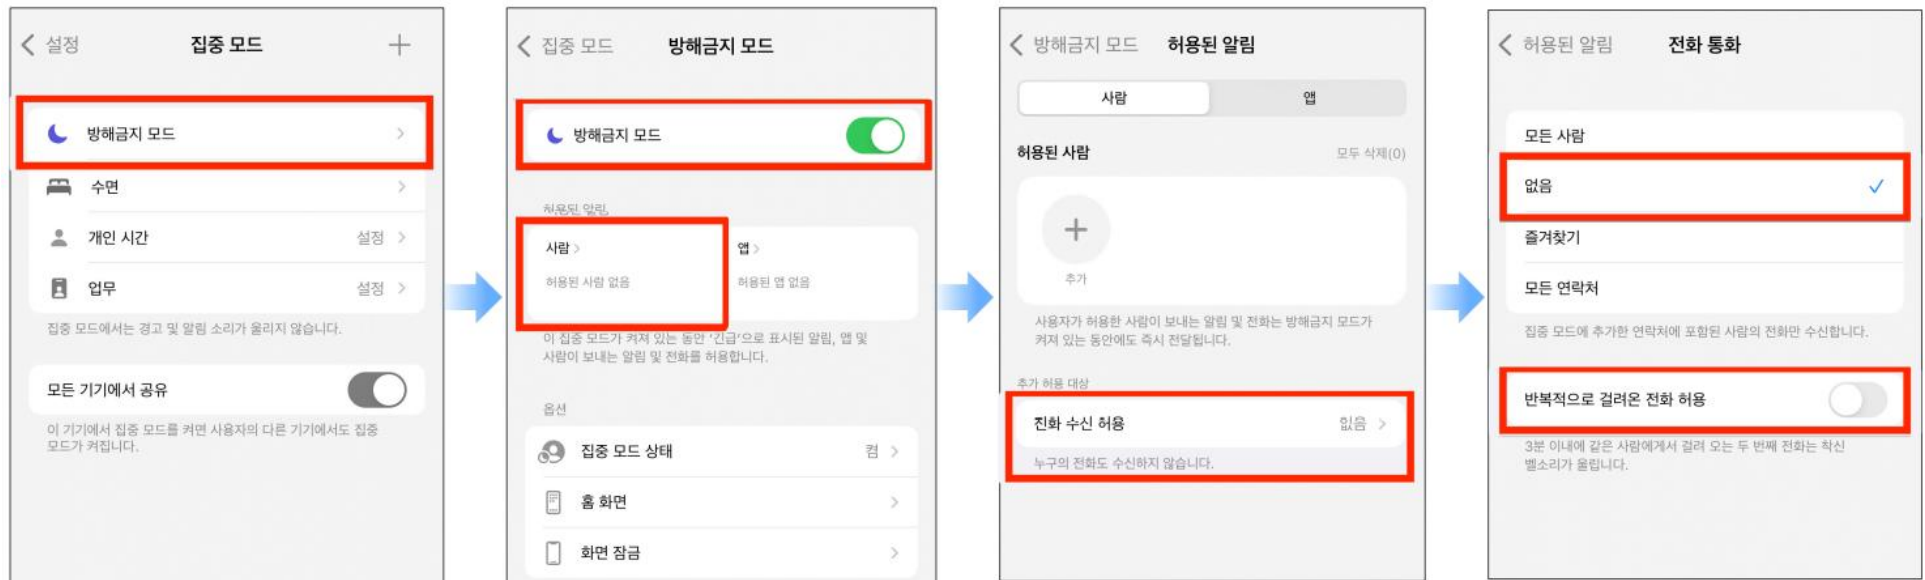 설정
집중 모드
방해금지 모드
수면
개인 시간 설정
업무 설정
집중 모드에서는 경고 및 알림 소리가 울리지 않습니다.
모든 기기에서 공유
이 기기에서 집중 모드를 켜면 사용자의 다른 기기에서도 집중
모드가 켜집니다.
집중 모드
방해금지 모드
방해금지 모드
허용된 알림
사람
허용된 사람 없음
앱
허용된 앱 없음
이 집중 모드가 켜져 있는 동안 '긴급'으로 표시된 알림, 앱 및
사람이 보내는 알림 및 전화를 허용합니다.
옵션
집중 모드 상태 켬
홈 화면
화면 잠금
방해금지 모드
허용된 알림
사람
앱
허용된 사람 모두 삭제(0)
추가
사용자가 허용한 사람이 보내는 알림 및 전화는 방해금지 모드가
켜져 있는 동안에도 즉시 전달됩니다.
추가 허용 대상
전화 수신 허용 없음
누구의 전화도 수신하지 않습니다.
허용된 알림
전화 통화
모든 사람
없음
즐겨찾기
모든 연락처
집중 모드에 추가한 연락처에 포함된 사람의 전화만 수신합니다.
반복적으로 걸려온 전화 허용
3분 이내에 같은 사람에게서 걸려 오는 두 번째 전화는 착신
벨소리가 울립니다.